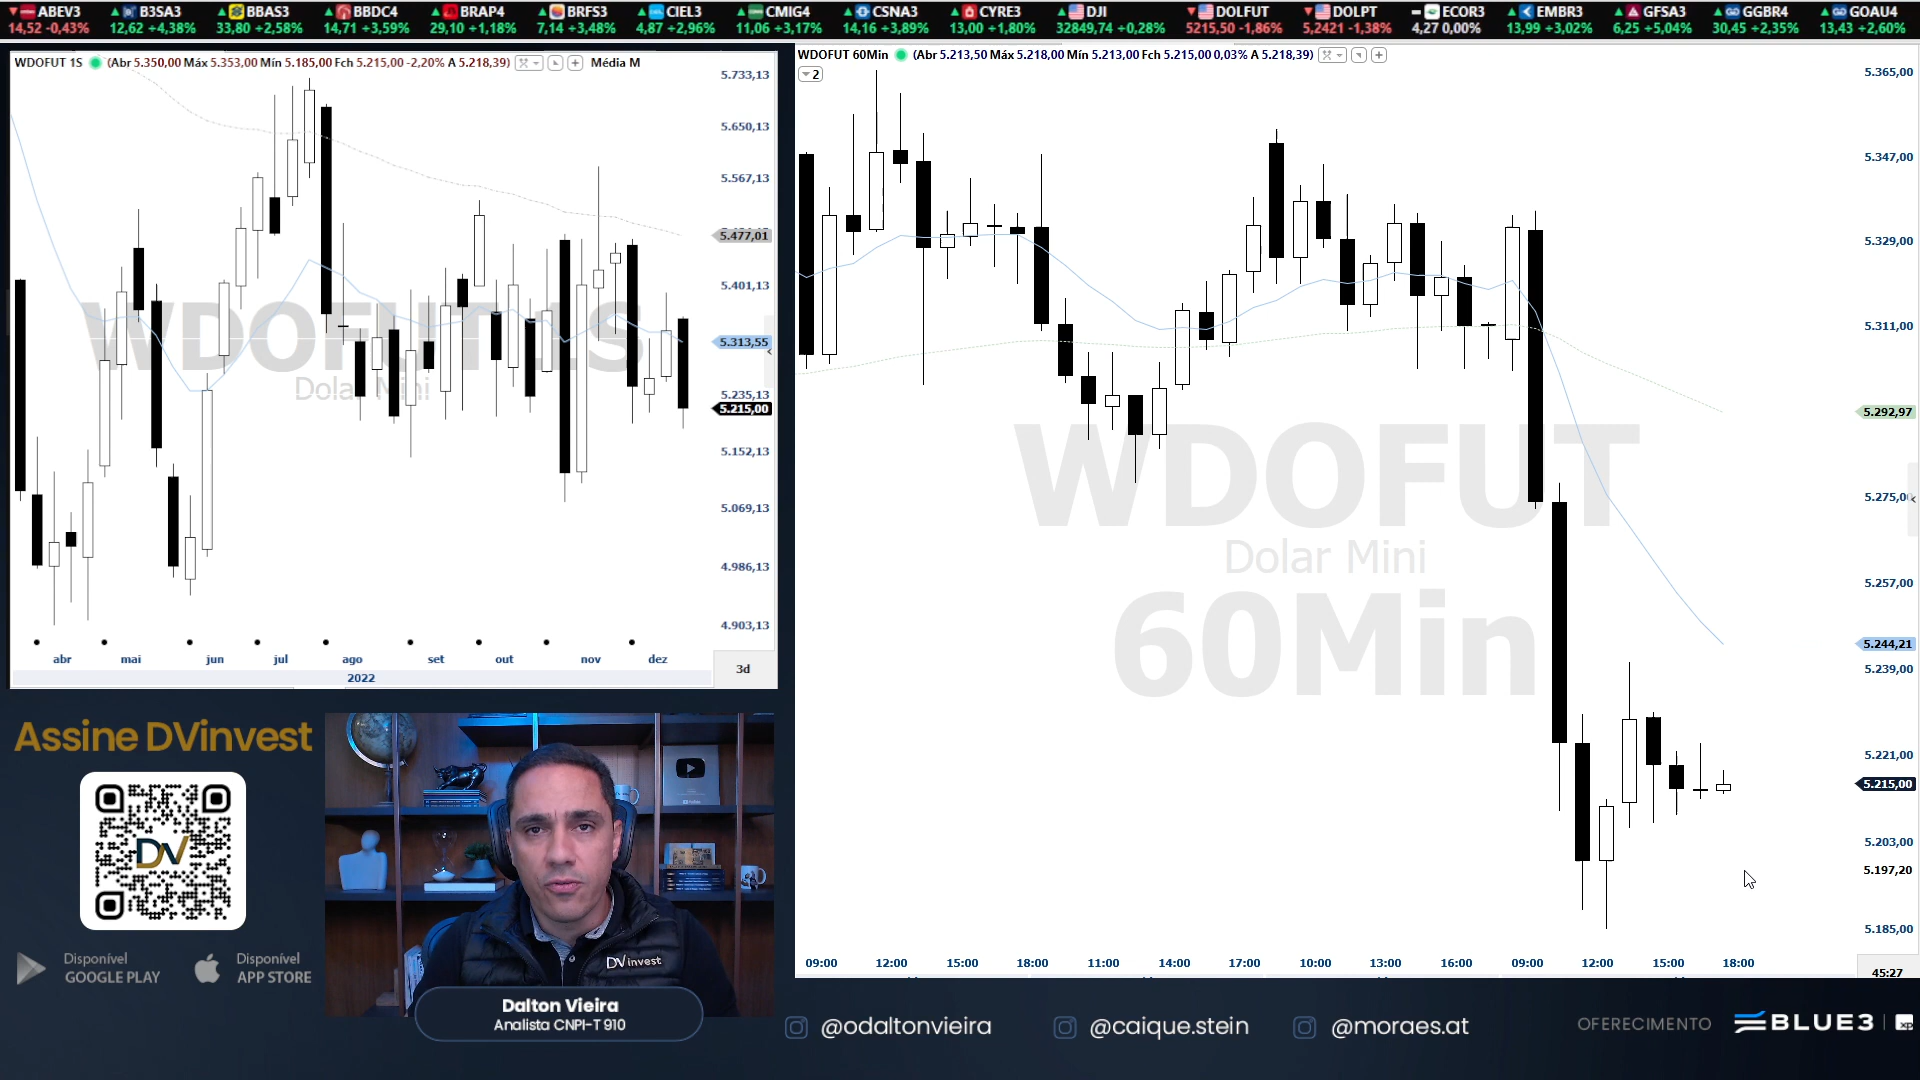 ABEV3 B3SA3 BBAS3 BBDC4 BRAP4 BRFS3 CIEL3 CMIG4 CSNA3 CYRE3 DJI DOLFUT DOLPT ECOR3 EMBR3 GFSA3 GGBR4 GOAU4
14,52 -0,43% 12,62 +4,38% 33,80 +2,58% 14,71 +3,59% 29,10 +1,18% 7,14 +3,48% 4,87 +2,96% 11,06 +3,17% 14,16 +3,89% 13,00 +1,80% 32849,74 +0,28% 5215,50 -1,86% 5,2421 -1,38% 4,27 0,00% 13,99 +3,02% 6,25 +5,04% 30,45 +2,35% 13,43 +2,60%
WDOFUT 1S (Abr 5.350,00 Máx 5.353,00 Mín 5.185,00 Fch 5.215,00 -2,20% A 5.218,39) Média M
5.733,13
5.650,13
5.567,13
5.477,01
5.401,13
5.313,55
5.235,13
5.215,00
5.152,13
5.069,13
4.986,13
4.903,13
WDOFUT 1S
Dolar Mini
abr mai jun jul ago set out nov dez
2022
3d
WDOFUT 60Min (Abr 5.213,50 Máx 5.218,00 Mín 5.213,00 Fch 5.215,00 0,03% A 5.218,39)
2
5.365,00
5.347,00
5.329,00
5.311,00
5.292,97
5.275,00
5.257,00
5.244,21
5.239,00
5.221,00
5.215,00
5.203,00
5.197,20
5.185,00
WDOFUT
Dolar Mini
60Min
09:00 12:00 15:00 18:00 11:00 14:00 17:00 10:00 13:00 16:00 09:00 12:00 15:00 18:00
45:27
Assine DVinvest
DV
Disponível
GOOGLE PLAY
Disponível
APP STORE
DVinvest
Dalton Vieira
Analista CNPI-T 910
@odaltonvieira
@caique.stein
@moraes.at
OFERECIMENTO
BLUE3
xp